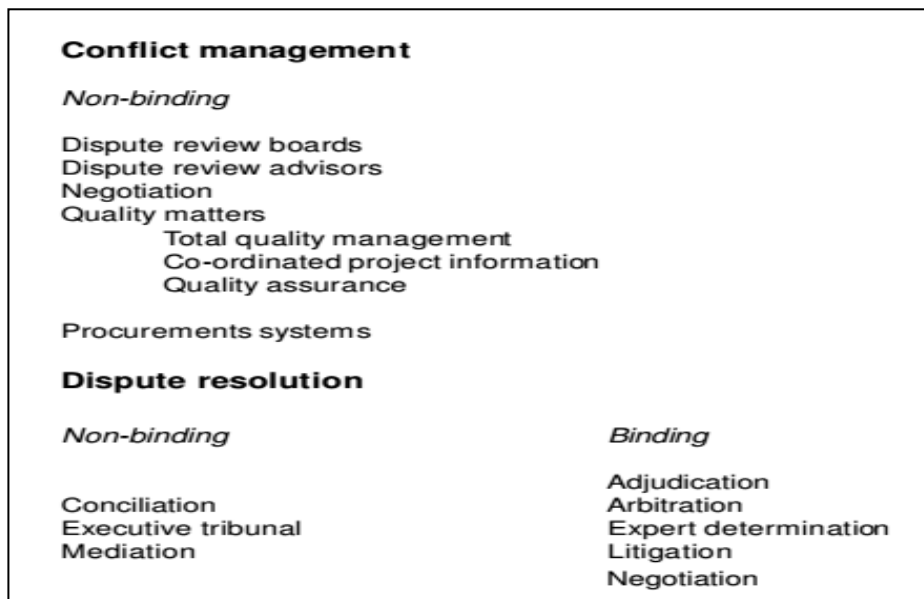 Conflict management
Non-binding
Dispute review boards
Dispute review advisors
Negotiation
Quality matters
Total quality management
Co-ordinated project information
Quality assurance
Procurements systems
Dispute resolution
Non-binding
Conciliation
Executive tribunal
Mediation
Binding
Adjudication
Arbitration
Expert determination
Litigation
Negotiation